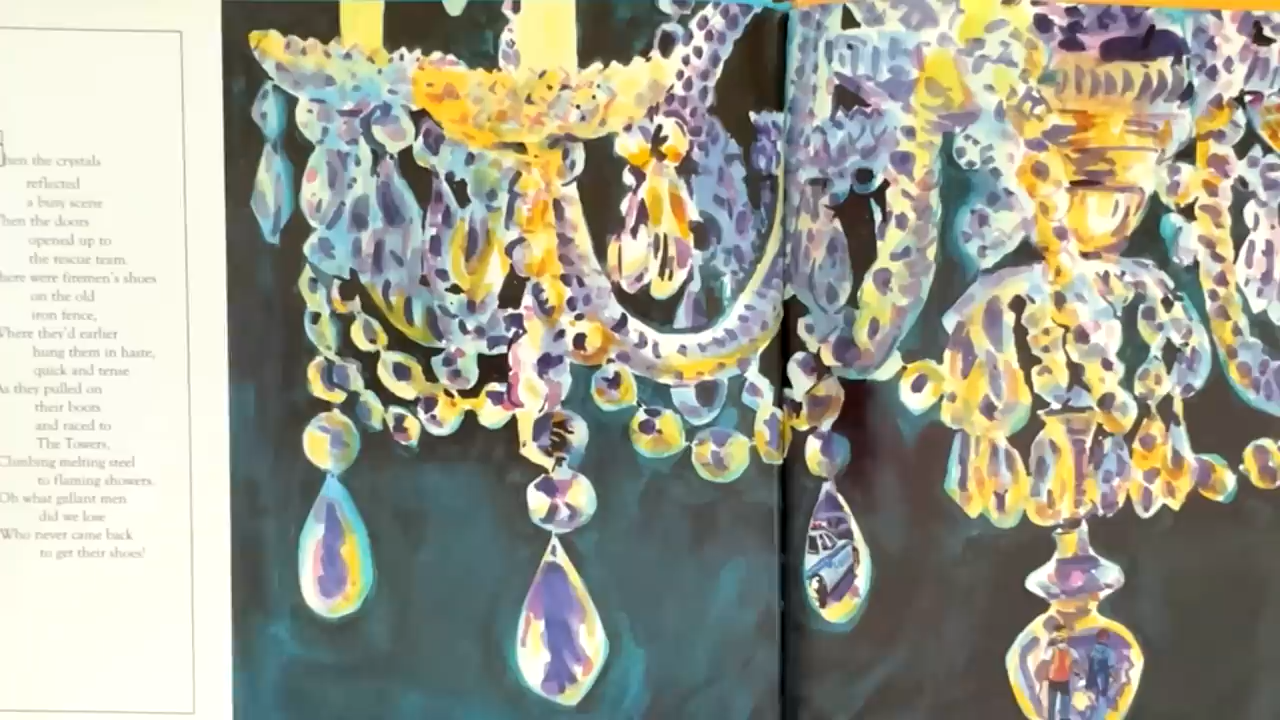 hen the crystals
reflected
a busy scene
hen the doors
opened up to
the rescue team.
here were firemen's shoes
on the old
iron fence,
Where they'd earlier
hung them in haste,
quick and tense
As they pulled on
their boots
and raced to
The Towers,
Climbing melting steel
to flaming showers.
Oh what gallant men
did we lose
Who never came back
to get their shoes!